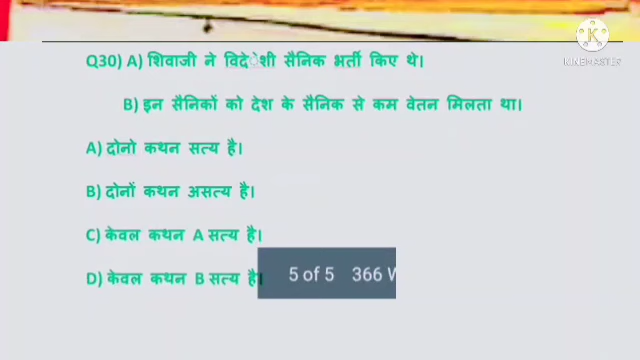 K
KINEMASTER
Q30) A) शिवाजी ने विदेेशी सैनिक भर्ती किए थे।
B) इन सैनिकों को देश के सैनिक से कम वेतन मिलता था।
A) दोनो कथन सत्य है।
B) दोनों कथन असत्य है।
C) केवल कथन A सत्य है।
D) केवल कथन B सत्य है।
5 of 5 366 W